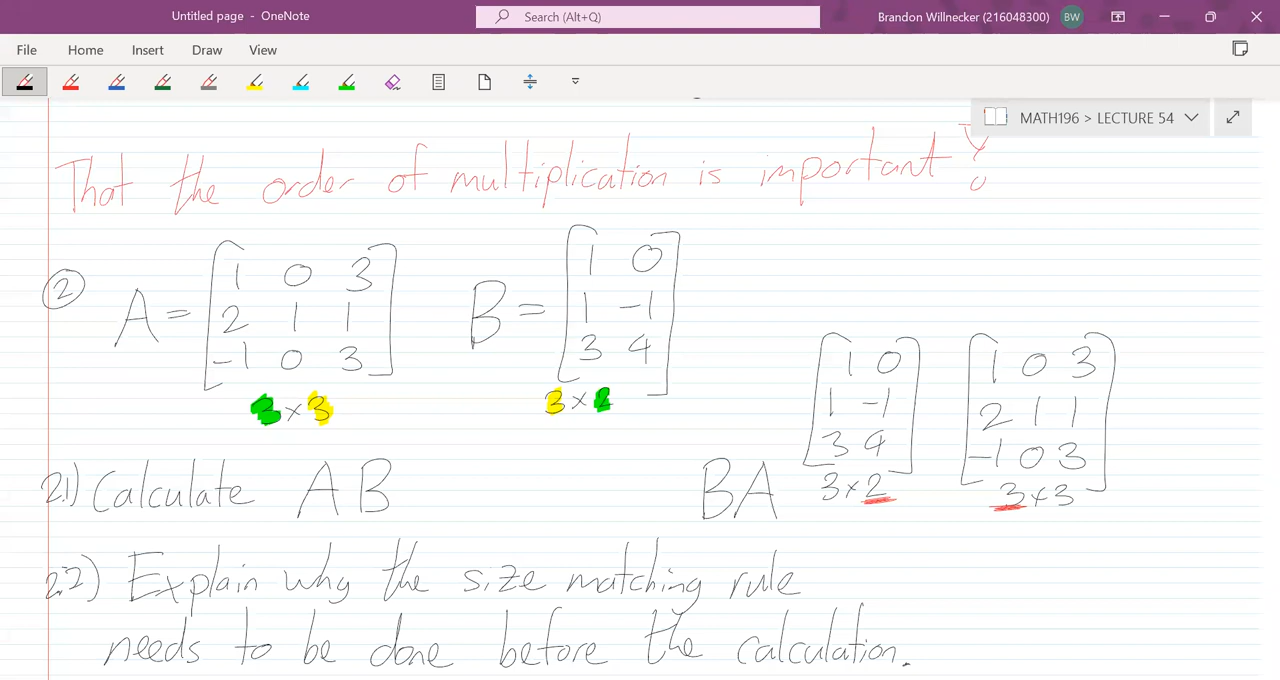 Untitled page - OneNote
Search (Alt+Q)
Brandon Willnecker (216048300)
BW
File Home Insert Draw View
MATH196 > LECTURE 54
That the order of multiplication is important
2 A = [ 1 0 3
2 1 1
-1 0 3 ]
3 × 3
B = [ 1 0
1 -1
3 4 ]
3 × 2
2.1) Calculate AB
BA [ 1 0
1 -1
3 4 ]
3 × 2
[ 1 0 3
2 1 1
-1 0 3 ]
3 × 3
2.2) Explain why the size matching rule
needs to be done before the calculation.